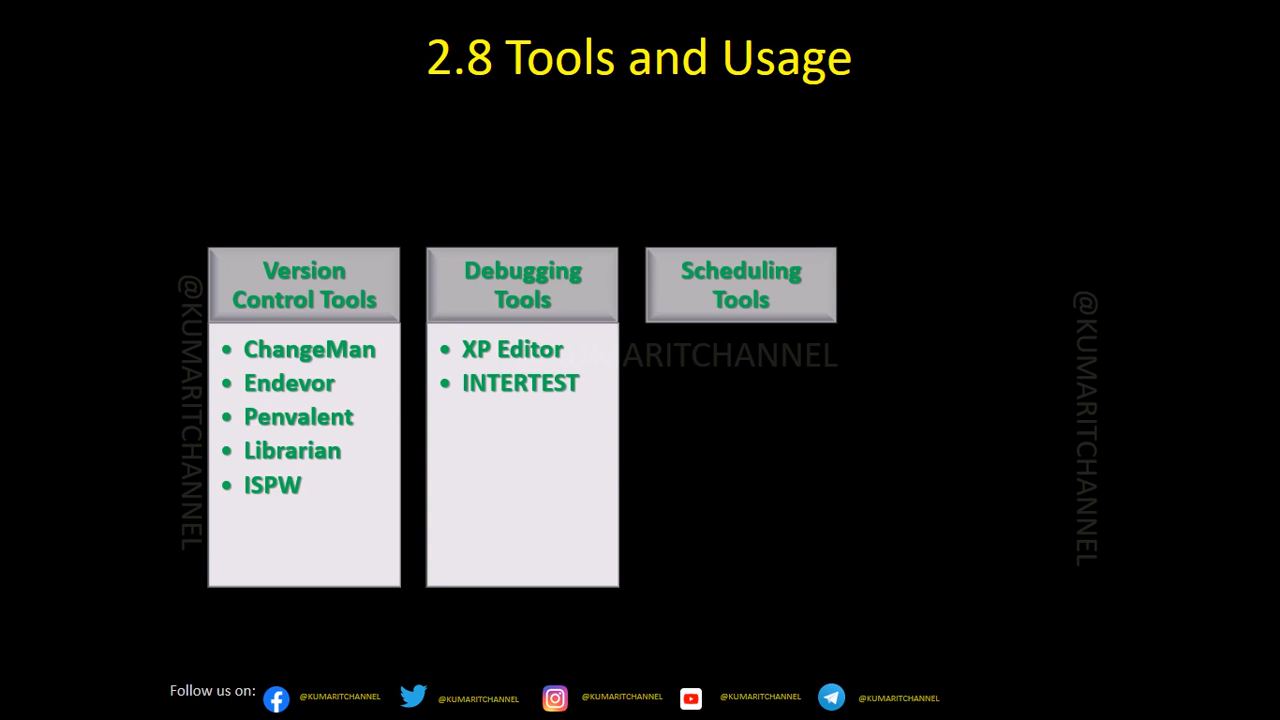 2.8 Tools and Usage
Version
Control Tools
• ChangeMan
• Endevor
• Penvalent
• Librarian
• ISPW
Debugging
Tools
• XP Editor
• INTERTEST
Scheduling
Tools
@KUMARITCHANNEL
ARITCHANNEL
@KUMARITCHANNEL
Follow us on:
@KUMARITCHANNEL
@KUMARITCHANNEL
@KUMARITCHANNEL
@KUMARITCHANNEL
@KUMARITCHANNEL